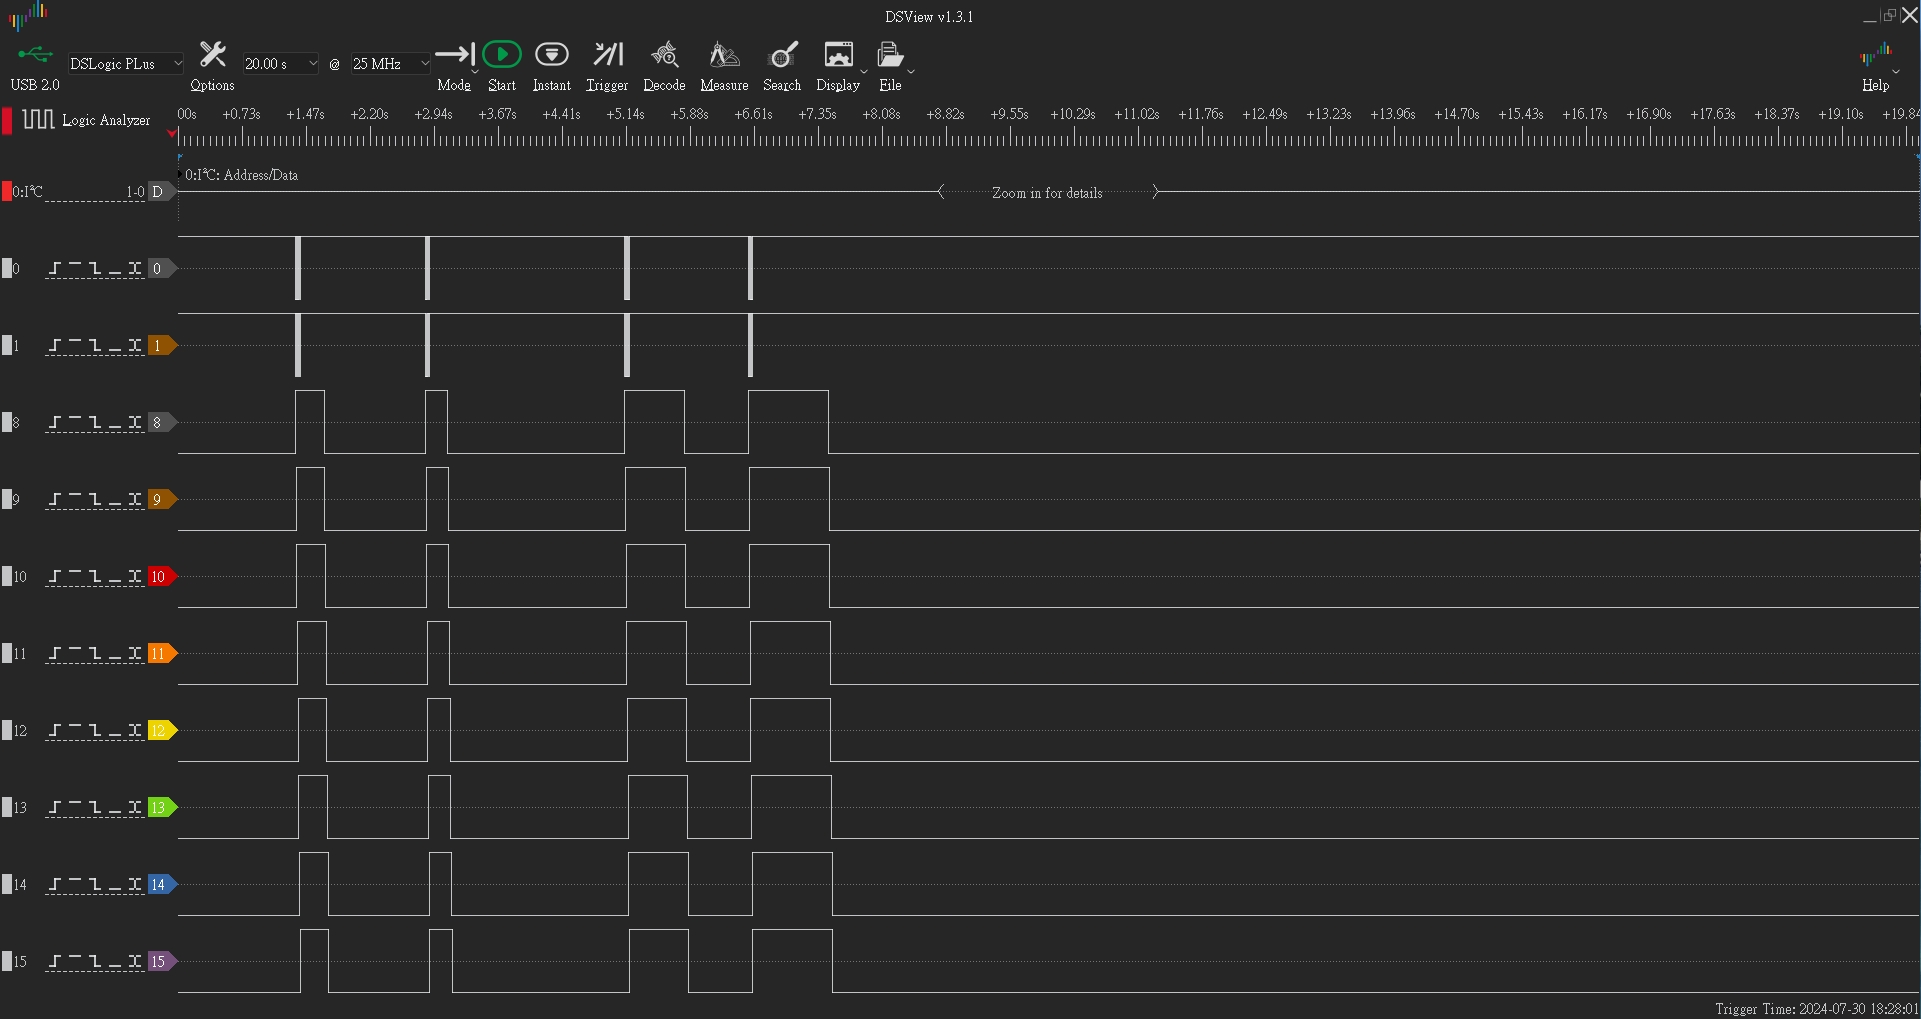 DSView v1.3.1
DSLogic PLus 20.00 s @ 25 MHz
USB 2.0 Options Mode Start Instant Trigger Decode Measure Search Display File Help
Logic Analyzer 00s +0.73s +1.47s +2.20s +2.94s +3.67s +4.41s +5.14s +5.88s +6.61s +7.35s +8.08s +8.82s +9.55s +10.29s +11.02s +11.76s +12.49s +13.23s +13.96s +14.70s +15.43s +16.17s +16.90s +17.63s +18.37s +19.10s +19.84
0:I²C: Address/Data
0:I²C 1-0 D Zoom in for details
0 0
1 1
8 8
9 9
10 10
11 11
12 12
13 13
14 14
15 15
Trigger Time: 2024-07-30 18:28:01